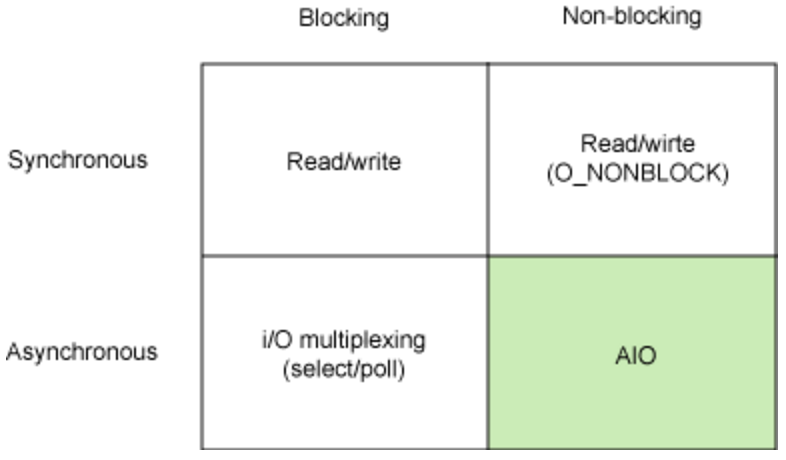 Blocking
Non-blocking
Synchronous
Read/write
Read/wirte
(O_NONBLOCK)
Asynchronous
i/O multiplexing
(select/poll)
AIO